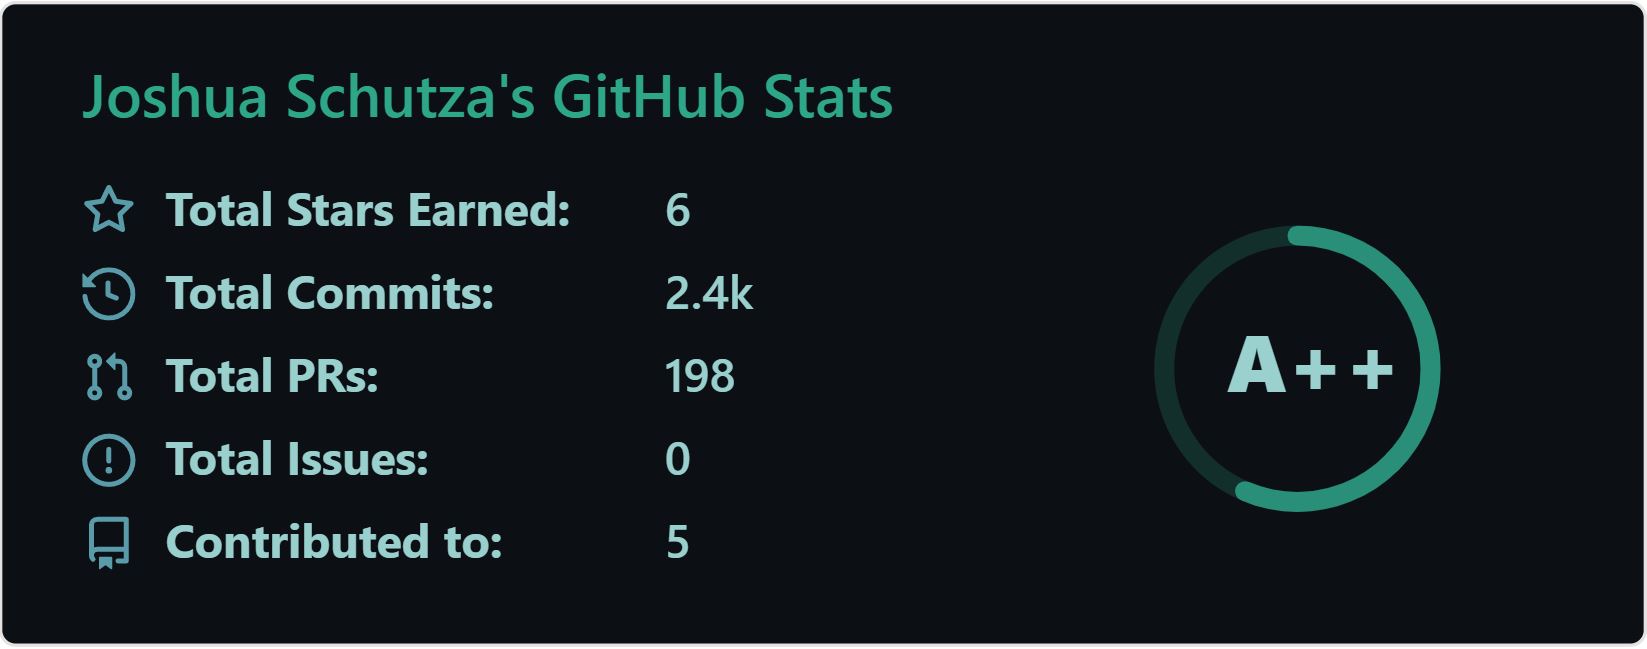 Joshua Schutza's GitHub Stats
Total Stars Earned: 6
Total Commits: 2.4k
Total PRs: 198
Total Issues: 0
Contributed to: 5
A++